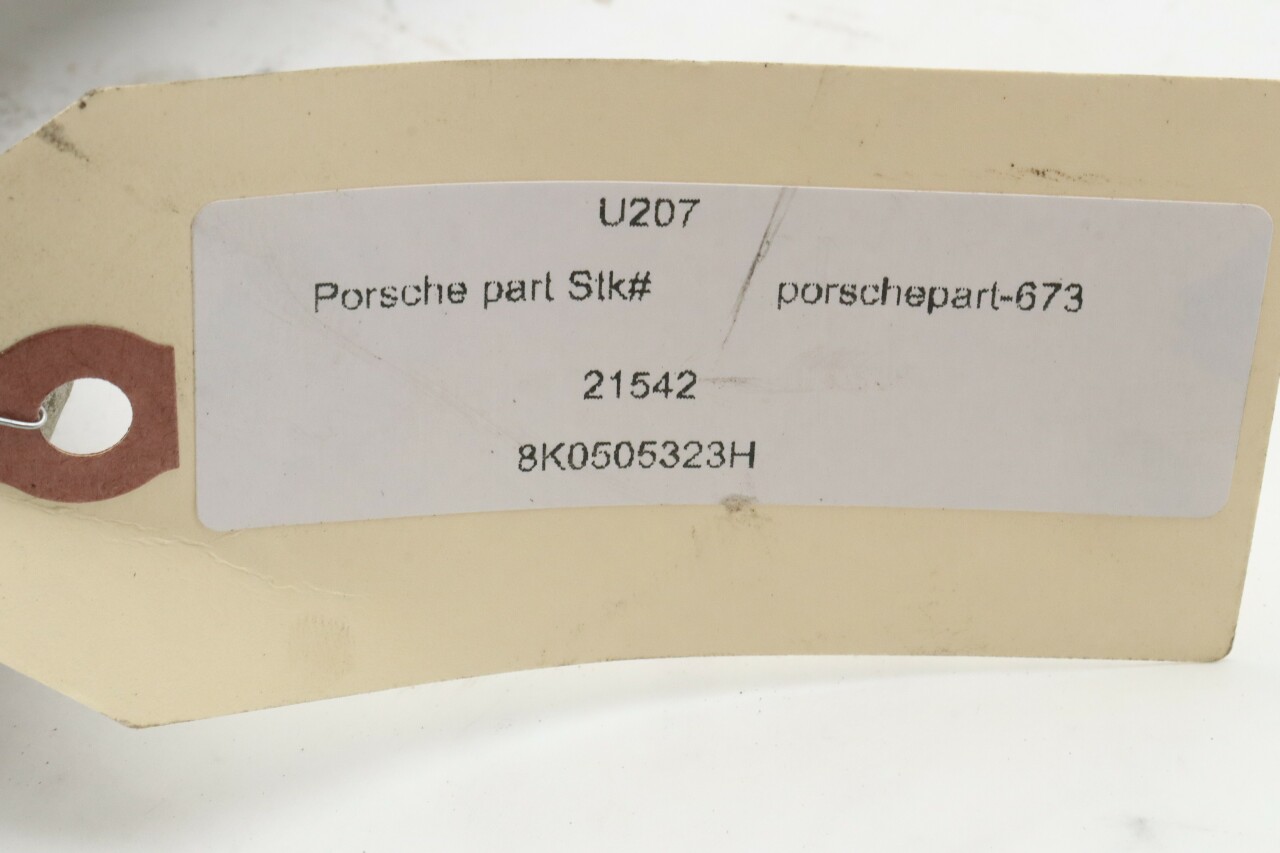 U207
Porsche part Stk# porschepart-673
21542
8K0505323H